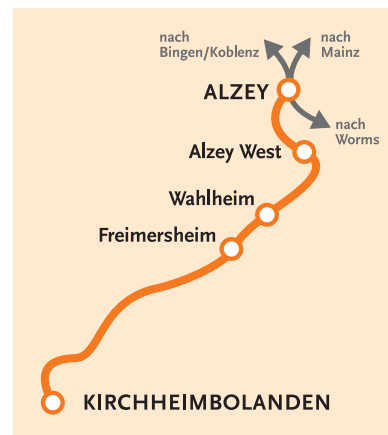 nach
Bingen/Koblenz
nach
Mainz
ALZEY
nach
Worms
Alzey West
Wahlheim
Freimersheim
KIRCHHEIMBOLANDEN